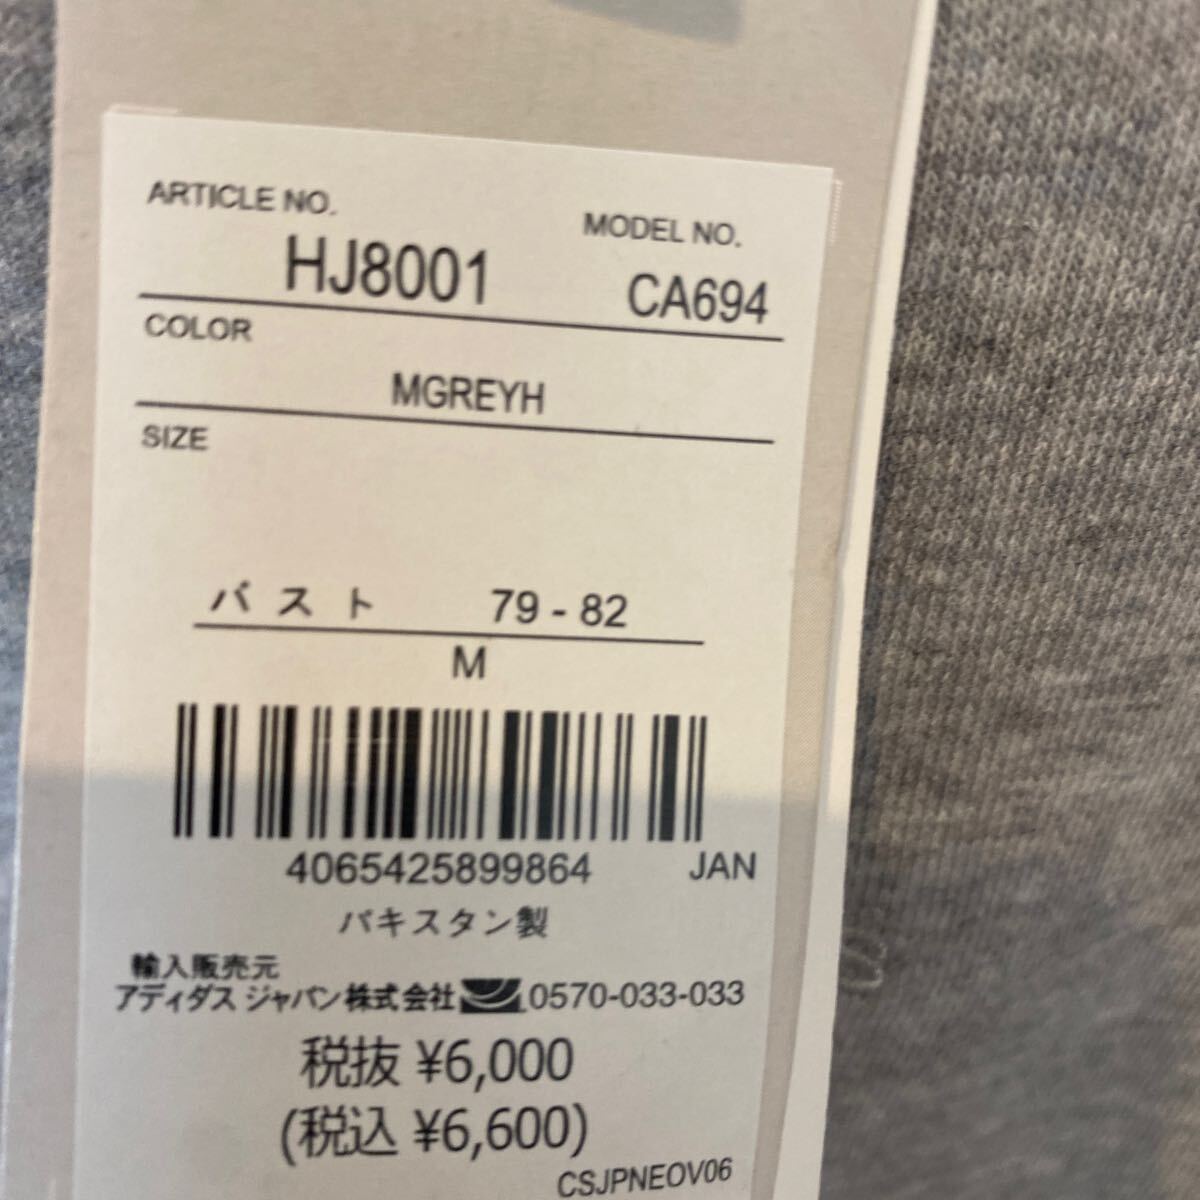 ARTICLE NO. MODEL NO.
HJ8001 CA694
COLOR
MGREYH
SIZE
バスト 79 - 82
M
4065425899864 JAN
パキスタン製
輸入販売元
アディダス ジャパン株式会社 0570-033-033
税抜 ¥6,000
(税込 ¥6,600)
CSJPNEOV06